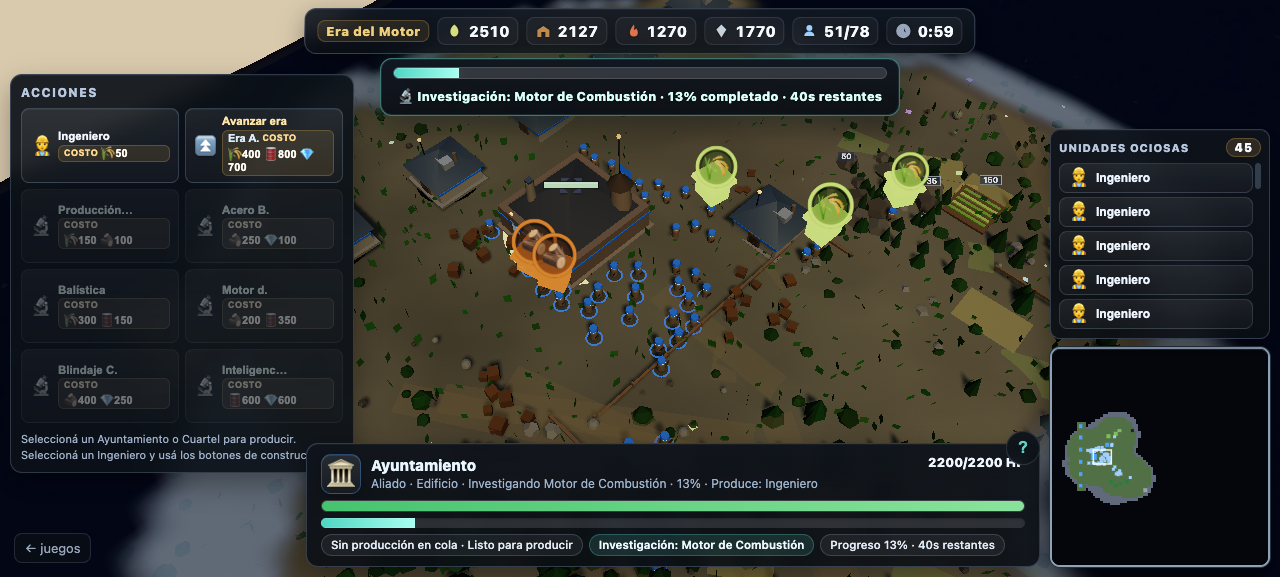 Era del Motor 2510 2127 1270 1770 51/78 0:59
Investigación: Motor de Combustión · 13% completado · 40s restantes
ACCIONES
Ingeniero
COSTO 50
Avanzar era
Era A. COSTO
400 800
700
Producción...
COSTO
150 100
Acero B.
COSTO
250 100
Balística
COSTO
300 150
Motor d.
COSTO
200 350
Blindaje C.
COSTO
400 250
Inteligenc...
COSTO
600 600
Seleccioná un Ayuntamiento o Cuartel para producir.
Seleccioná un Ingeniero y usá los botones de construc
50
35
150
UNIDADES OCIOSAS 45
Ingeniero
Ingeniero
Ingeniero
Ingeniero
Ingeniero
?
Ayuntamiento
2200/2200
Aliado · Edificio · Investigando Motor de Combustión · 13% · Produce: Ingeniero
Sin producción en cola · Listo para producir
Investigación: Motor de Combustión
Progreso 13% · 40s restantes
← juegos